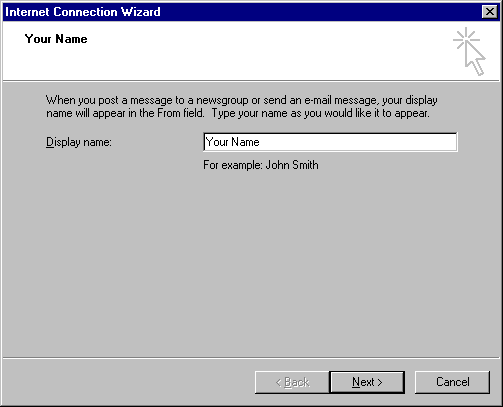 Internet Connection Wizard
Your Name
When you post a message to a newsgroup or send an e-mail message, your display
name will appear in the From field.  Type your name as you would like it to appear.
Display name:
Your Name
For example: John Smith
< Back
Next >
Cancel